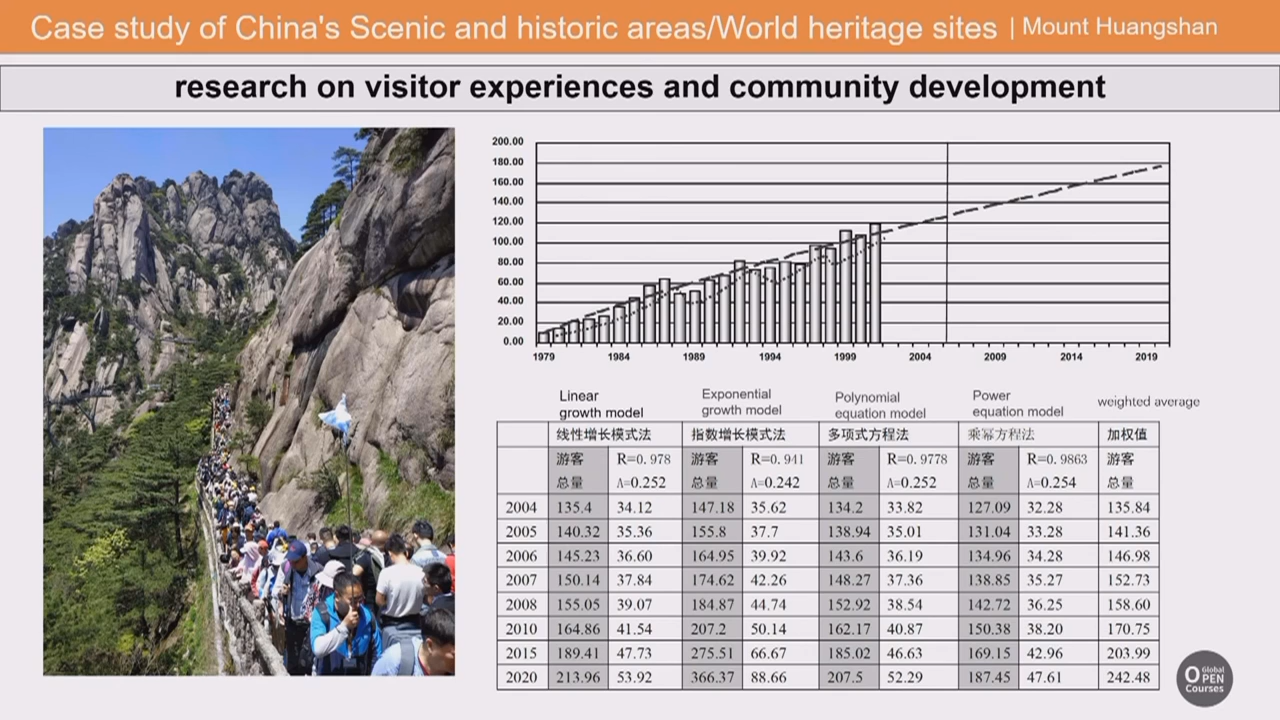 Case study of China's Scenic and historic areas/World heritage sites | Mount Huangshan
research on visitor experiences and community development
200.00
180.00
160.00
140.00
120.00
100.00
80.00
60.00
40.00
20.00
0.00
1979 1984 1989 1994 1999 2004 2009 2014 2019
Linear growth model Exponential growth model Polynomial equation model Power equation model weighted average
线性增长模式法 指数增长模式法 多项式方程法 乘幂方程法 加权值
游客 R=0.978 游客 R=0.941 游客 R=0.9778 游客 R=0.9863 游客
总量 A=0.252 总量 A=0.242 总量 A=0.252 总量 A=0.254 总量
2004 135.4 34.12 147.18 35.62 134.2 33.82 127.09 32.28 135.84
2005 140.32 35.36 155.8 37.7 138.94 35.01 131.04 33.28 141.36
2006 145.23 36.60 164.95 39.92 143.6 36.19 134.96 34.28 146.98
2007 150.14 37.84 174.62 42.26 148.27 37.36 138.85 35.27 152.73
2008 155.05 39.07 184.87 44.74 152.92 38.54 142.72 36.25 158.60
2010 164.86 41.54 207.2 50.14 162.17 40.87 150.38 38.20 170.75
2015 189.41 47.73 275.51 66.67 185.02 46.63 169.15 42.96 203.99
2020 213.96 53.92 366.37 88.66 207.5 52.29 187.45 47.61 242.48
Global
OPEN
Courses